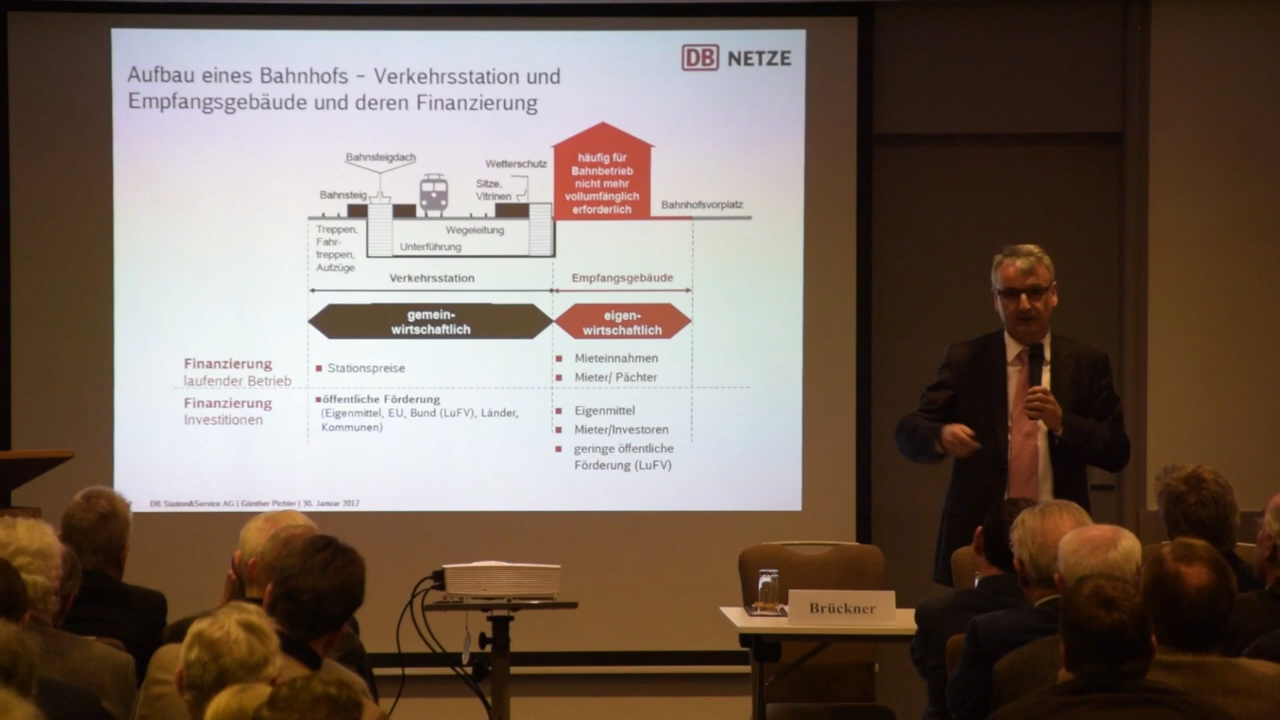 Aufbau eines Bahnhofs – Verkehrsstation und
Empfangsgebäude und deren Finanzierung
DB NETZE
Bahnsteigdach
Bahnsteig
Wetterschutz
Sitze,
Vitrinen
häufig für
Bahnbetrieb
nicht mehr
vollumfänglich
erforderlich
Bahnhofsvorplatz
Treppen,
Fahr-
treppen,
Aufzüge
Wegeleitung
Unterführung
Verkehrsstation
Empfangsgebäude
gemein-
wirtschaftlich
eigen-
wirtschaftlich
Finanzierung
laufender Betrieb
Stationspreise
Mieteinnahmen
Mieter/ Pächter
Finanzierung
Investitionen
öffentliche Förderung
(Eigenmittel, EU, Bund (LuFV), Länder,
Kommunen)
Eigenmittel
Mieter/Investoren
geringe öffentliche
Förderung (LuFV)
DB Station&Service AG | Günther Pichler | 30. Januar 2017
Brückner